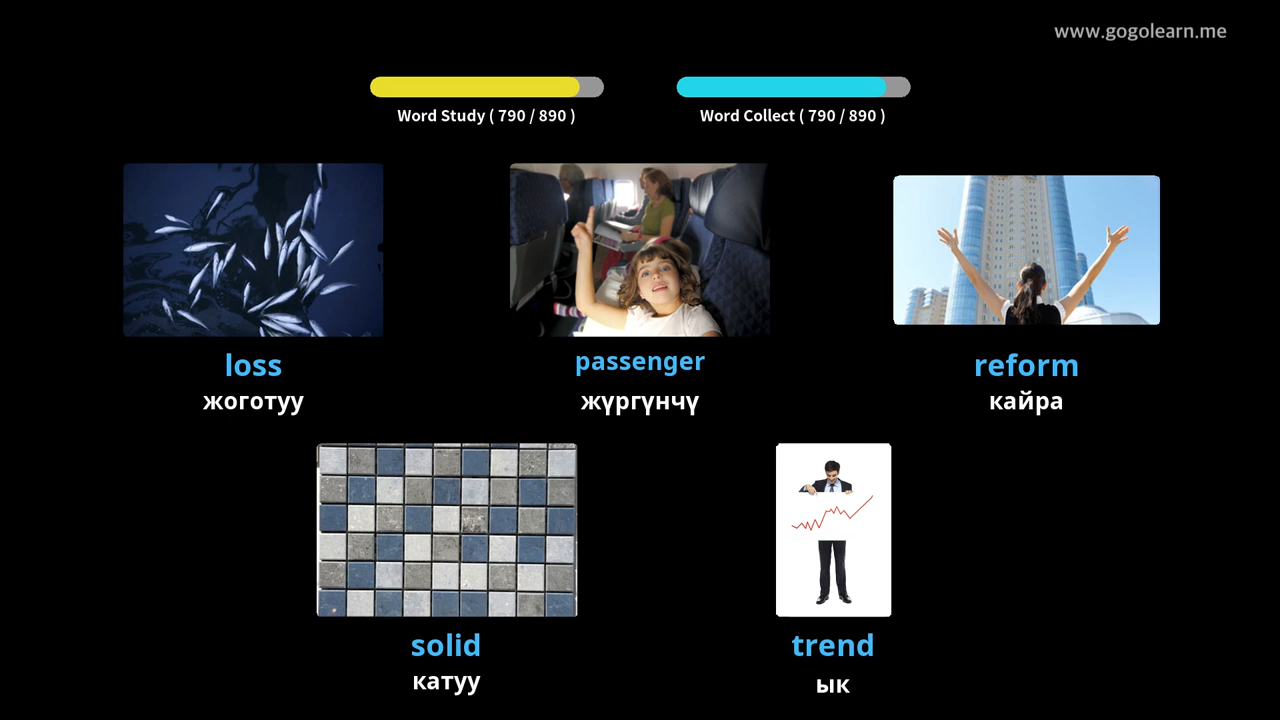 www.gogolearn.me
Word Study ( 790 / 890 )
Word Collect ( 790 / 890 )
loss
жоготуу
passenger
жүргүнчү
reform
кайра
solid
катуу
trend
ык